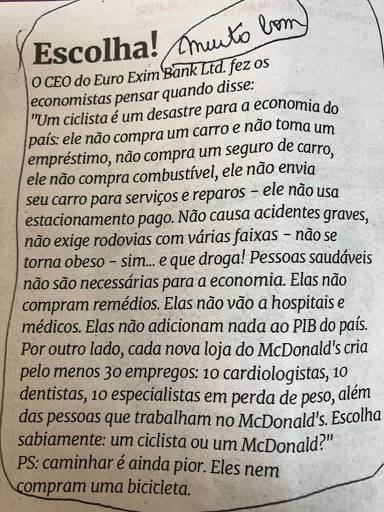 Escolha!
muito bom
O CEO do Euro Exim Bank Ltd. fez os
economistas pensar quando disse:
"Um ciclista é um desastre para a economia do
país: ele não compra um carro e não toma um
empréstimo, não compra um seguro de carro,
ele não compra combustível, ele não envia
seu carro para serviços e reparos – ele não usa
estacionamento pago. Não causa acidentes graves,
não exige rodovias com várias faixas – não se
torna obeso – sim... e que droga! Pessoas saudáveis
não são necessárias para a economia. Elas não
compram remédios. Elas não vão a hospitais e
médicos. Elas não adicionam nada ao PIB do país.
Por outro lado, cada nova loja do McDonald's cria
pelo menos 30 empregos: 10 cardiologistas, 10
dentistas, 10 especialistas em perda de peso, além
das pessoas que trabalham no McDonald's. Escolha
sabiamente: um ciclista ou um McDonald?"
PS: caminhar é ainda pior. Eles nem
compram uma bicicleta.